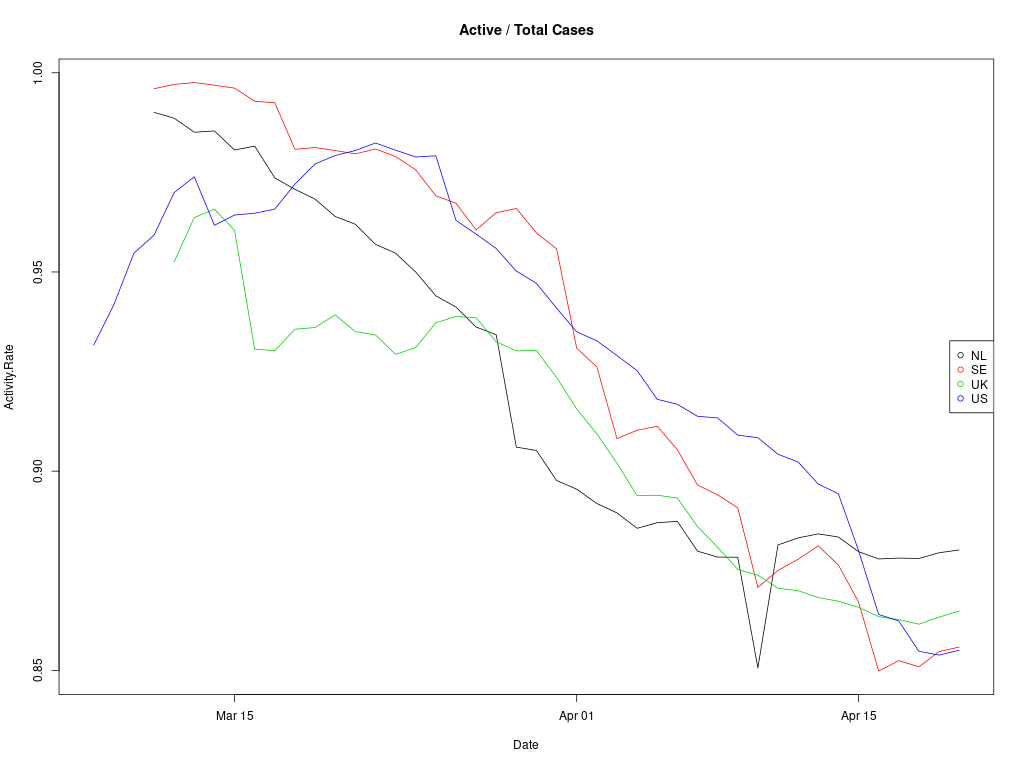 Active / Total Cases
1.00
0.95
0.90
0.85
Activity.Rate
NL
SE
UK
US
Mar 15
Apr 01
Apr 15
Date